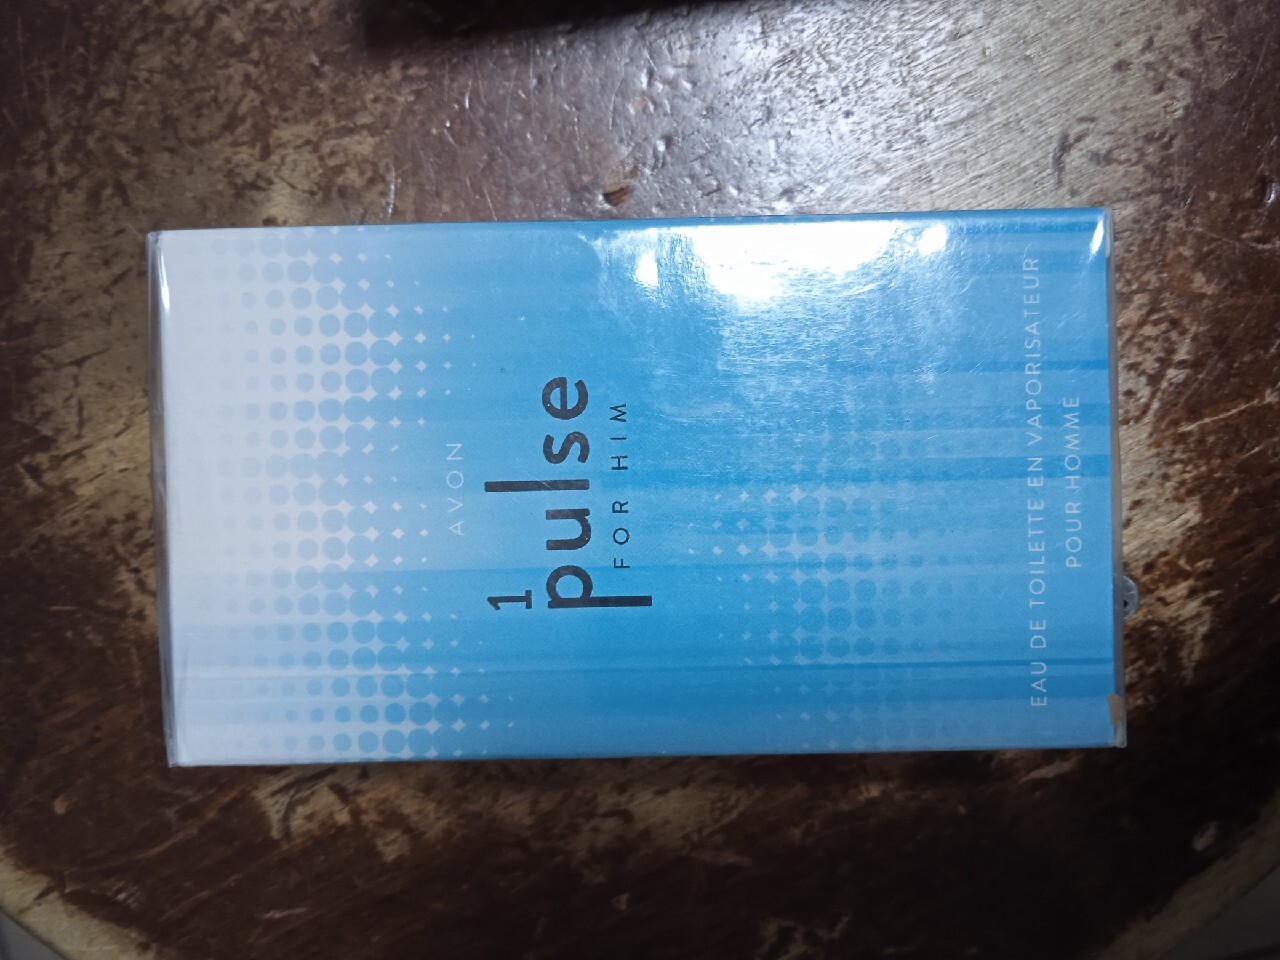 AVON
1
pulse
FOR HIM
EAU DE TOILETTE EN VAPORISATEUR
POUR HOMME